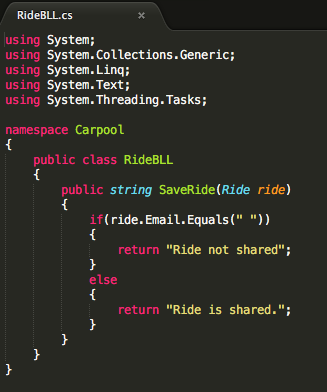 RideBLL.cs ×
using System;
using System.Collections.Generic;
using System.Linq;
using System.Text;
using System.Threading.Tasks;
namespace Carpool
{
    public class RideBLL
    {
        public string SaveRide(Ride ride)
        {
            if(ride.Email.Equals(" "))
            {
                return "Ride not shared";
            }
            else
            {
                return "Ride is shared.";
            }
        }
    }
}